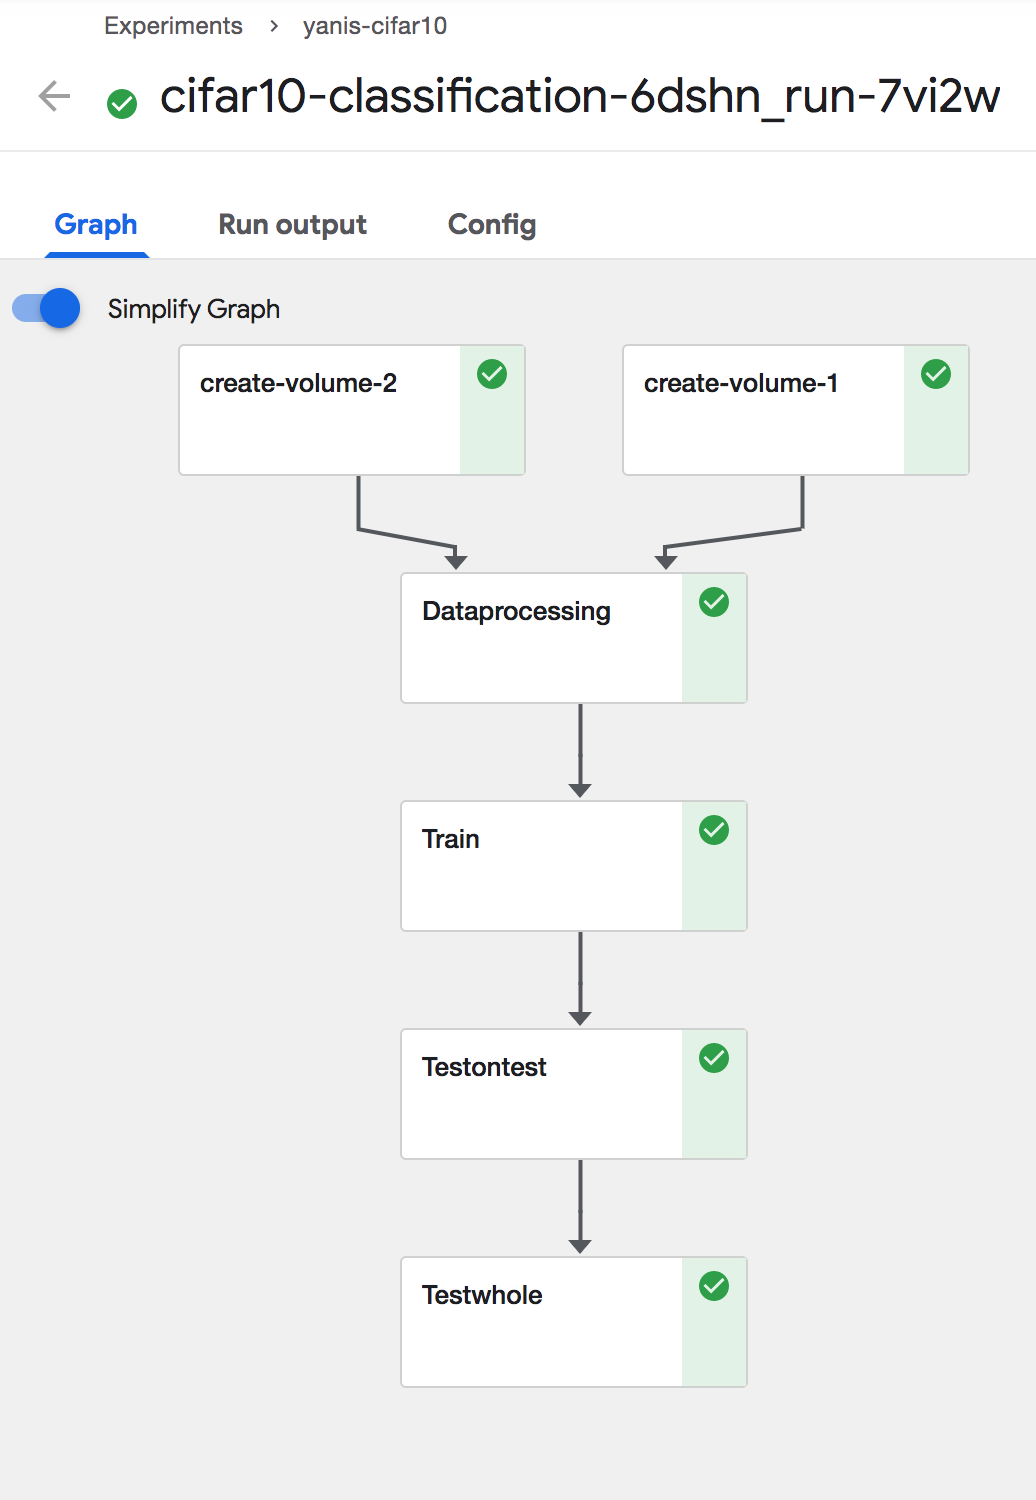 Experiments > yanis-cifar10
cifar10-classification-6dshn_run-7vi2w
Graph Run output Config
Simplify Graph
create-volume-2 create-volume-1
Dataprocessing
Train
Testontest
Testwhole